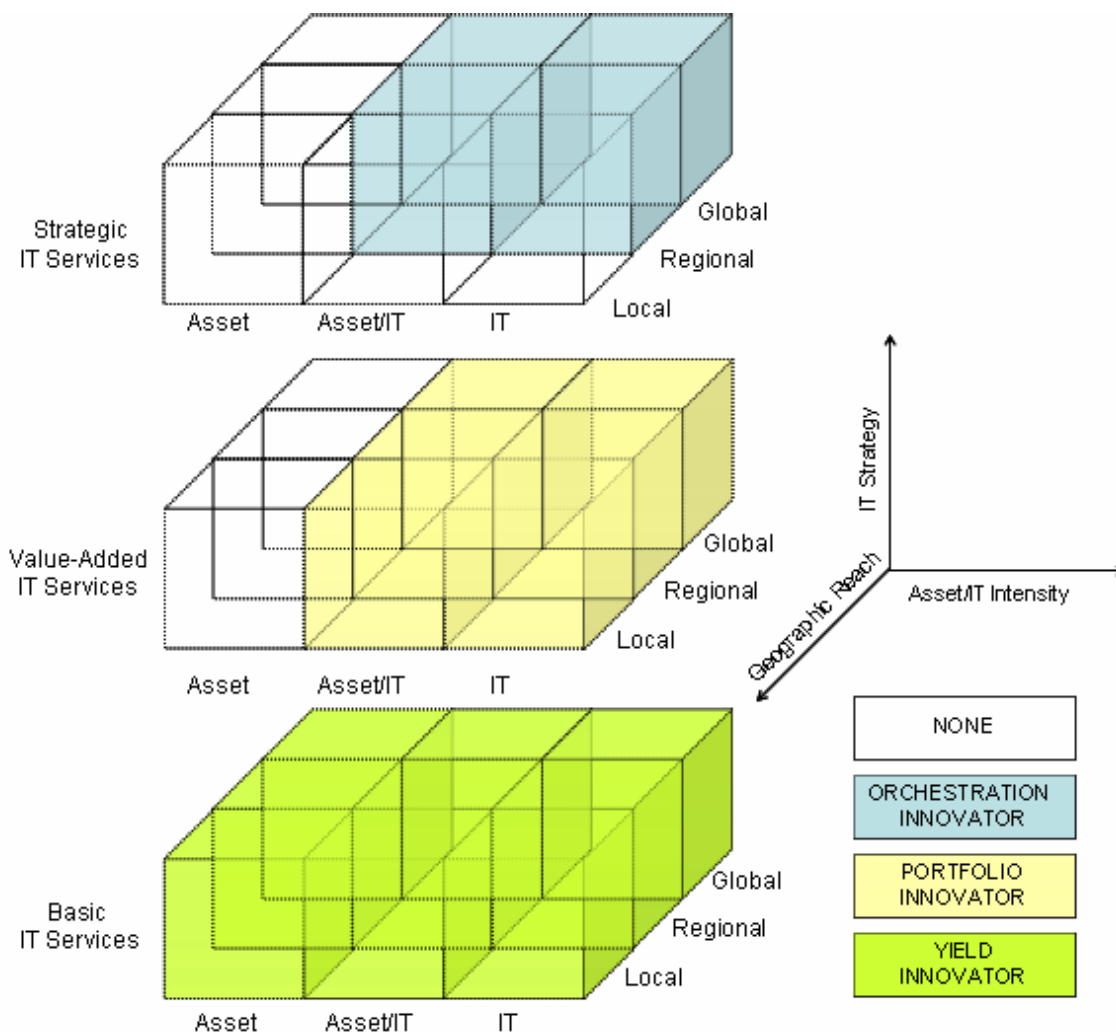 Strategic
IT Services
Global
Regional
Local
Asset
Asset/IT
IT
Value-Added
IT Services
Global
Regional
Local
Asset
Asset/IT
IT
Basic
IT Services
Global
Regional
Local
Asset
Asset/IT
IT
IT Strategy
Geographic Reach
Asset/IT Intensity
NONE
ORCHESTRATION
INNOVATOR
PORTFOLIO
INNOVATOR
YIELD
INNOVATOR